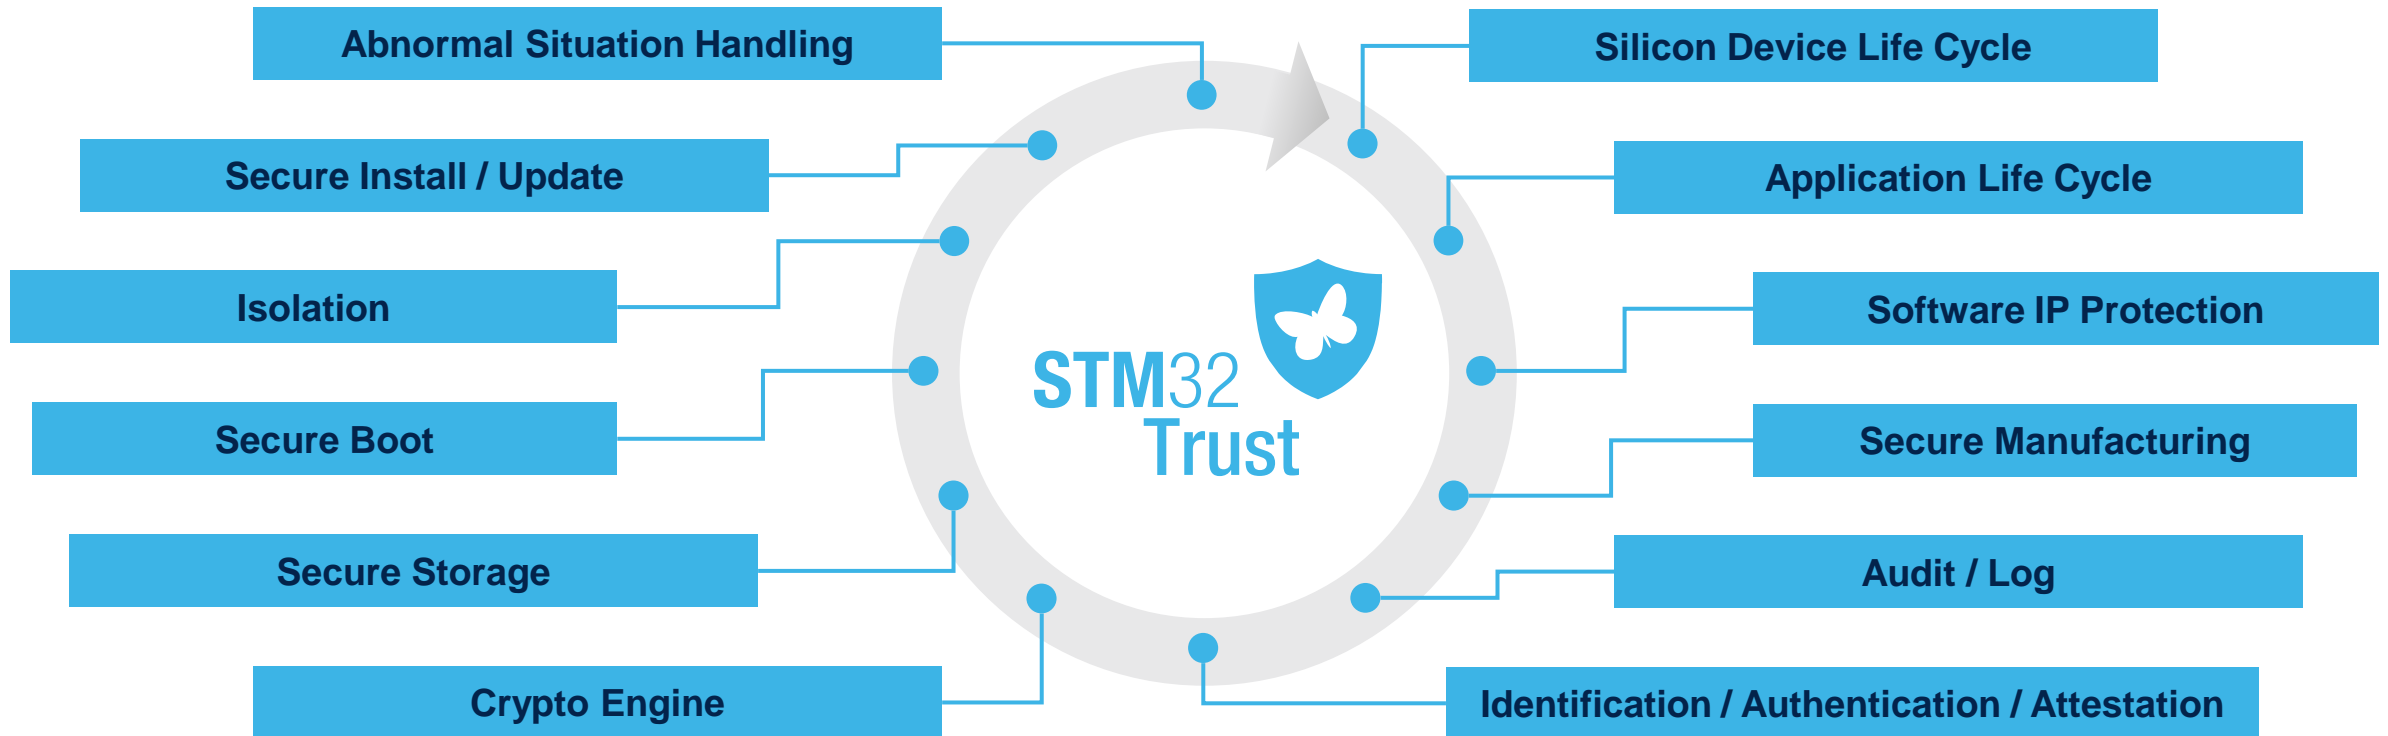 Abnormal Situation Handling
Silicon Device Life Cycle
Secure Install / Update
Application Life Cycle
Isolation
Software IP Protection
STM32
Trust
Secure Boot
Secure Manufacturing
Secure Storage
Audit / Log
Crypto Engine
Identification / Authentication / Attestation